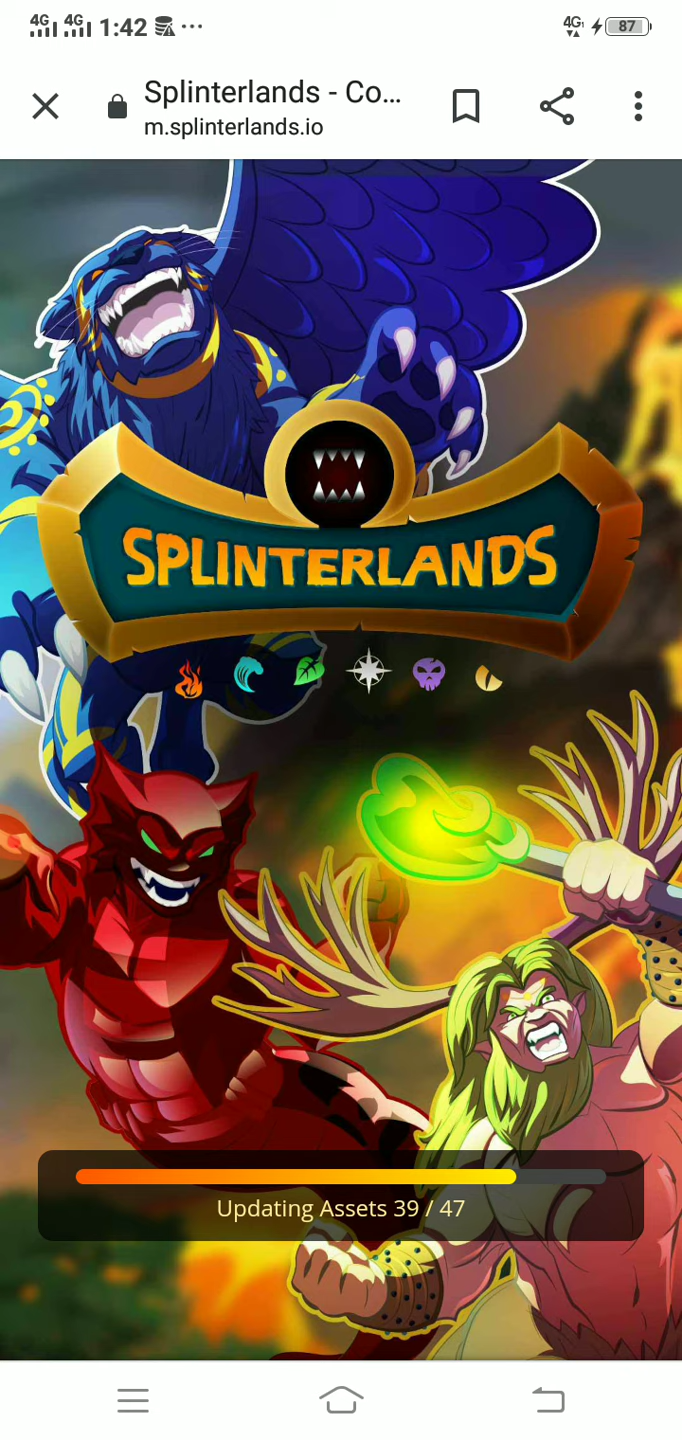 4G 4G 1:42 4G 87
Splinterlands - Co...
m.splinterlands.io
SPLINTERLANDS
Updating Assets 39 / 47